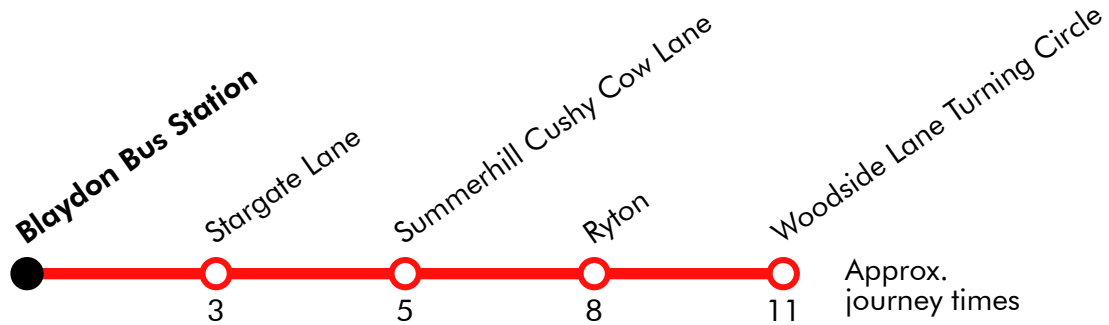 Blaydon Bus Station
Stargate Lane
Summerhill Cushy Cow Lane
Ryton
Woodside Lane Turning Circle
3
5
8
11
Approx.
journey times